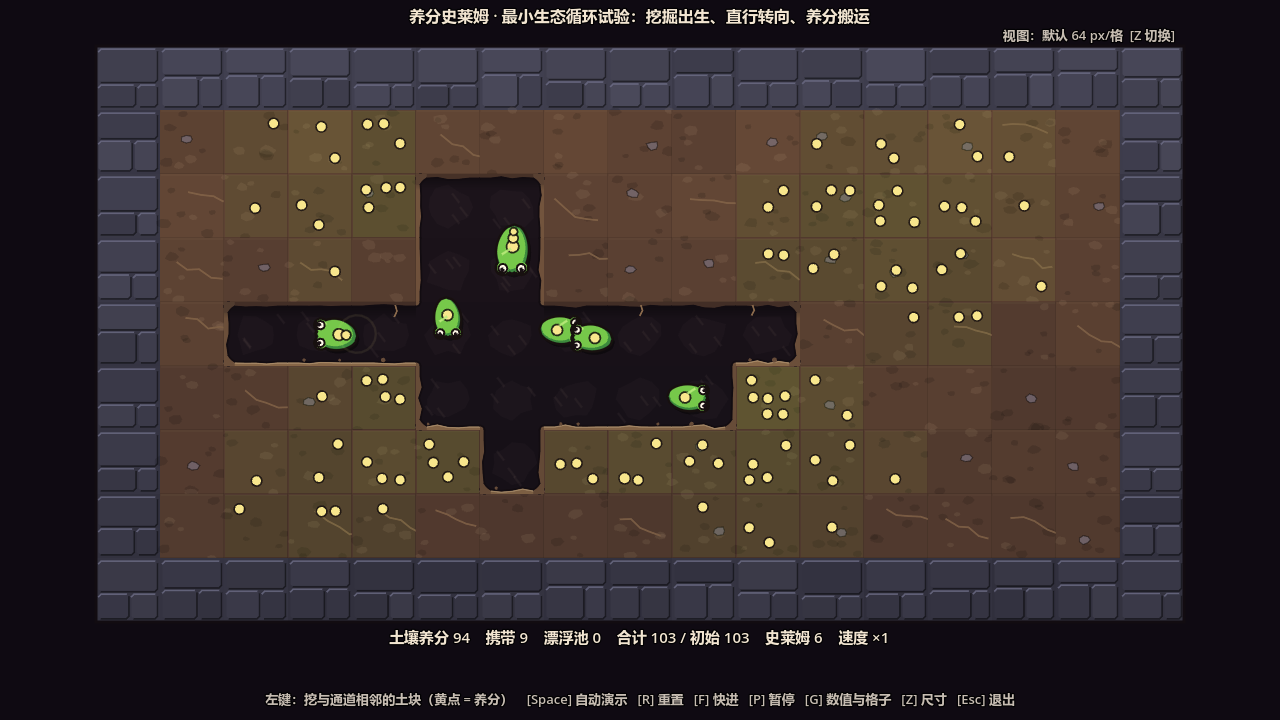 养分史莱姆 · 最小生态循环试验：挖掘出生、直行转向、养分搬运
视图：默认 64 px/格 [Z 切换]
土壤养分 94 携带 9 漂浮池 0 合计 103 / 初始 103 史莱姆 6 速度 ×1
左键：挖与通道相邻的土块（黄点 = 养分） [Space] 自动演示 [R] 重置 [F] 快进 [P] 暂停 [G] 数值与格子 [Z] 尺寸 [Esc] 退出